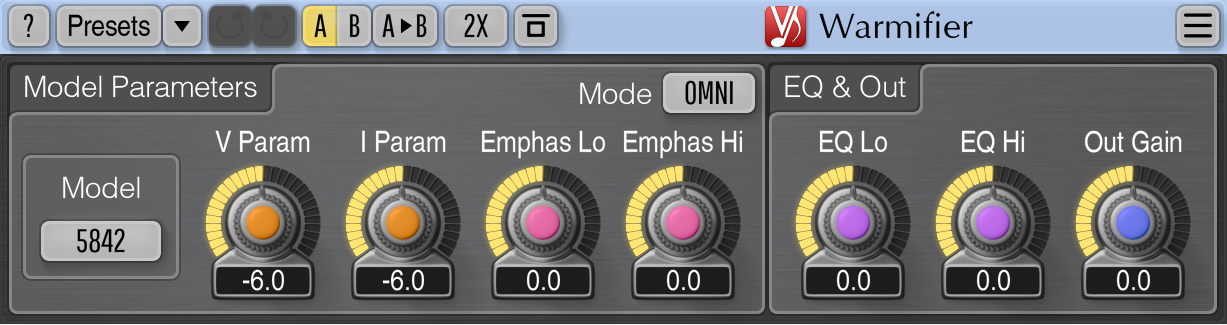 ? Presets A B A▸B 2X Warmifier
Model Parameters Mode OMNI EQ & Out
V Param I Param Emphas Lo Emphas Hi EQ Lo EQ Hi Out Gain
Model
5842
-6.0 -6.0 0.0 0.0 0.0 0.0 0.0